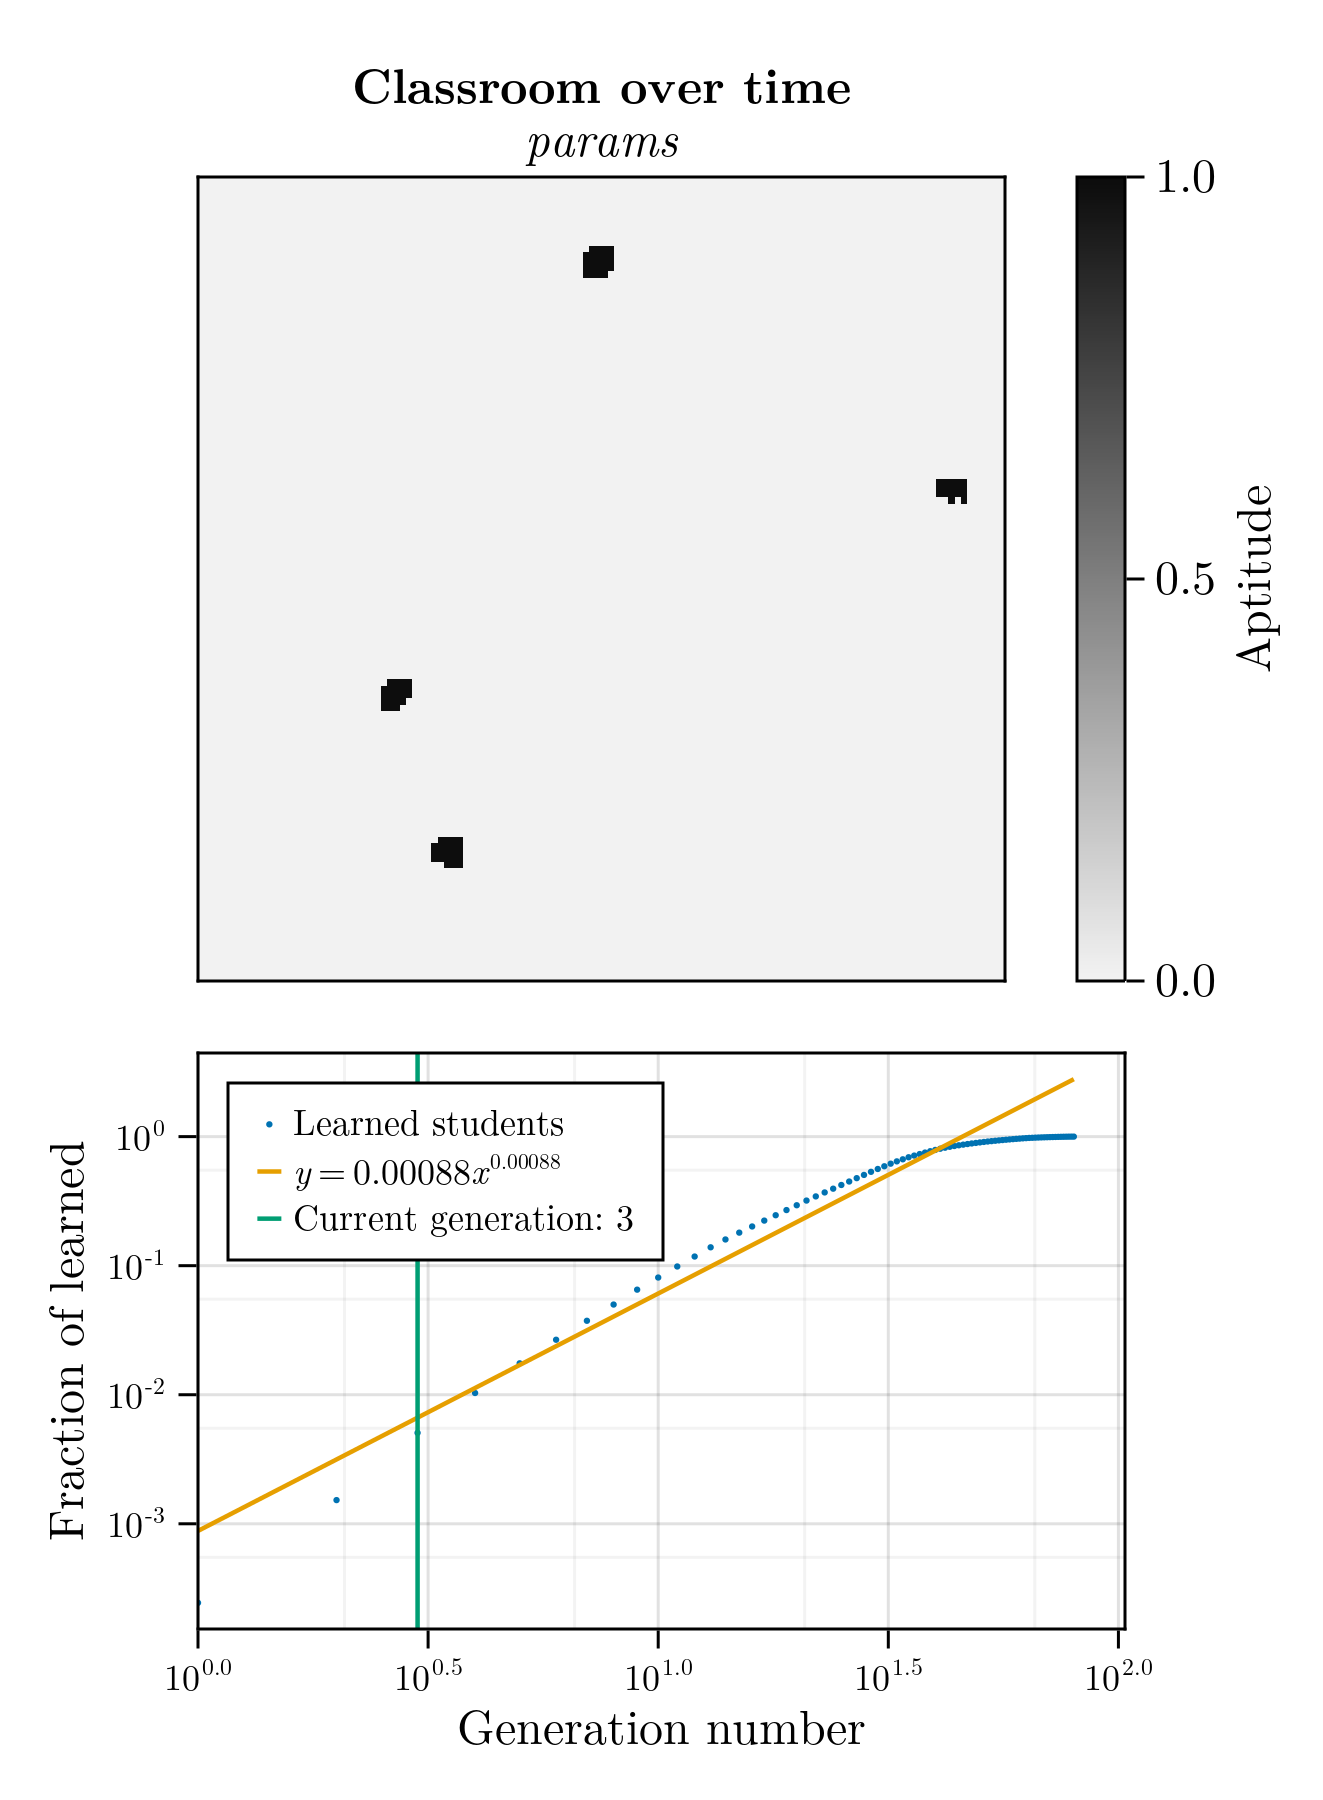 Classroom over time
params
1.0
0.5
0.0
Aptitude
Learned students
y = 0.00088x^0.00088
Current generation: 3
10^0
10^-1
10^-2
10^-3
Fraction of learned
10^0.0 10^0.5 10^1.0 10^1.5 10^2.0
Generation number